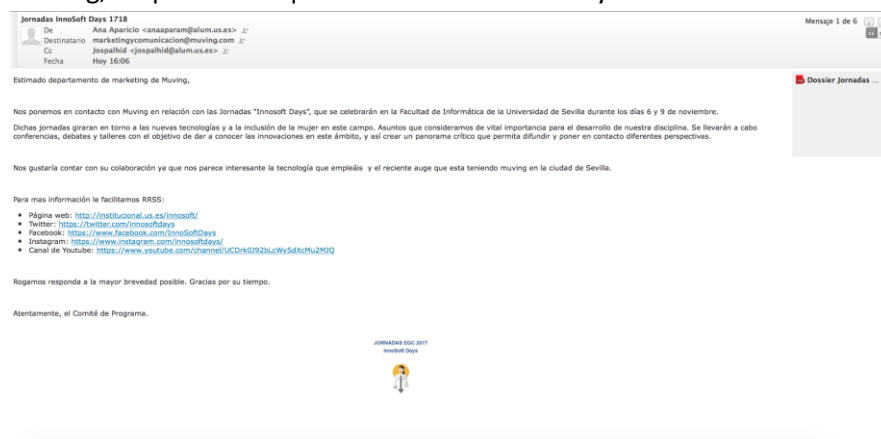 Jornadas InnoSoft Days 1718
Mensaje 1 de 6
De Ana Aparicio <anaaparam@alum.us.es>
Destinatario marketingycomunicacion@muving.com
Cc Jospalhid <jospalhid@alum.us.es>
Fecha Hoy 16:06
Estimado departamento de marketing de Muving,
Dossier Jornadas ...
Nos ponemos en contacto con Muving en relación con las Jornadas "Innosoft Days", que se celebrarán en la Facultad de Informática de la Universidad de Sevilla durante los días 6 y 9 de noviembre.
Dichas jornadas giraran en torno a las nuevas tecnologías y a la inclusión de la mujer en este campo. Asuntos que consideramos de vital importancia para el desarrollo de nuestra disciplina. Se llevarán a cabo
conferencias, debates y talleres con el objetivo de dar a conocer las innovaciones en este ámbito, y así crear un panorama crítico que permita difundir y poner en contacto diferentes perspectivas.
Nos gustaría contar con su colaboración ya que nos parece interesante la tecnología que empleáis y el reciente auge que esta teniendo muving en la ciudad de Sevilla.
Para mas información le facilitamos RRSS:
• Página web: http://institucional.us.es/innosoft/
• Twitter: https://twitter.com/innosoftdays
• Facebook: https://www.facebook.com/InnoSoftDays
• Instagram: https://www.instagram.com/innosoftdays/
• Canal de Youtube: https://www.youtube.com/channel/UCDrk0J92bLcWySdXcMu2MJQ
Rogamos responda a la mayor brevedad posible. Gracias por su tiempo.
Atentamente, el Comité de Programa.
JORNADAS EGC 2017
InnoSoft Days